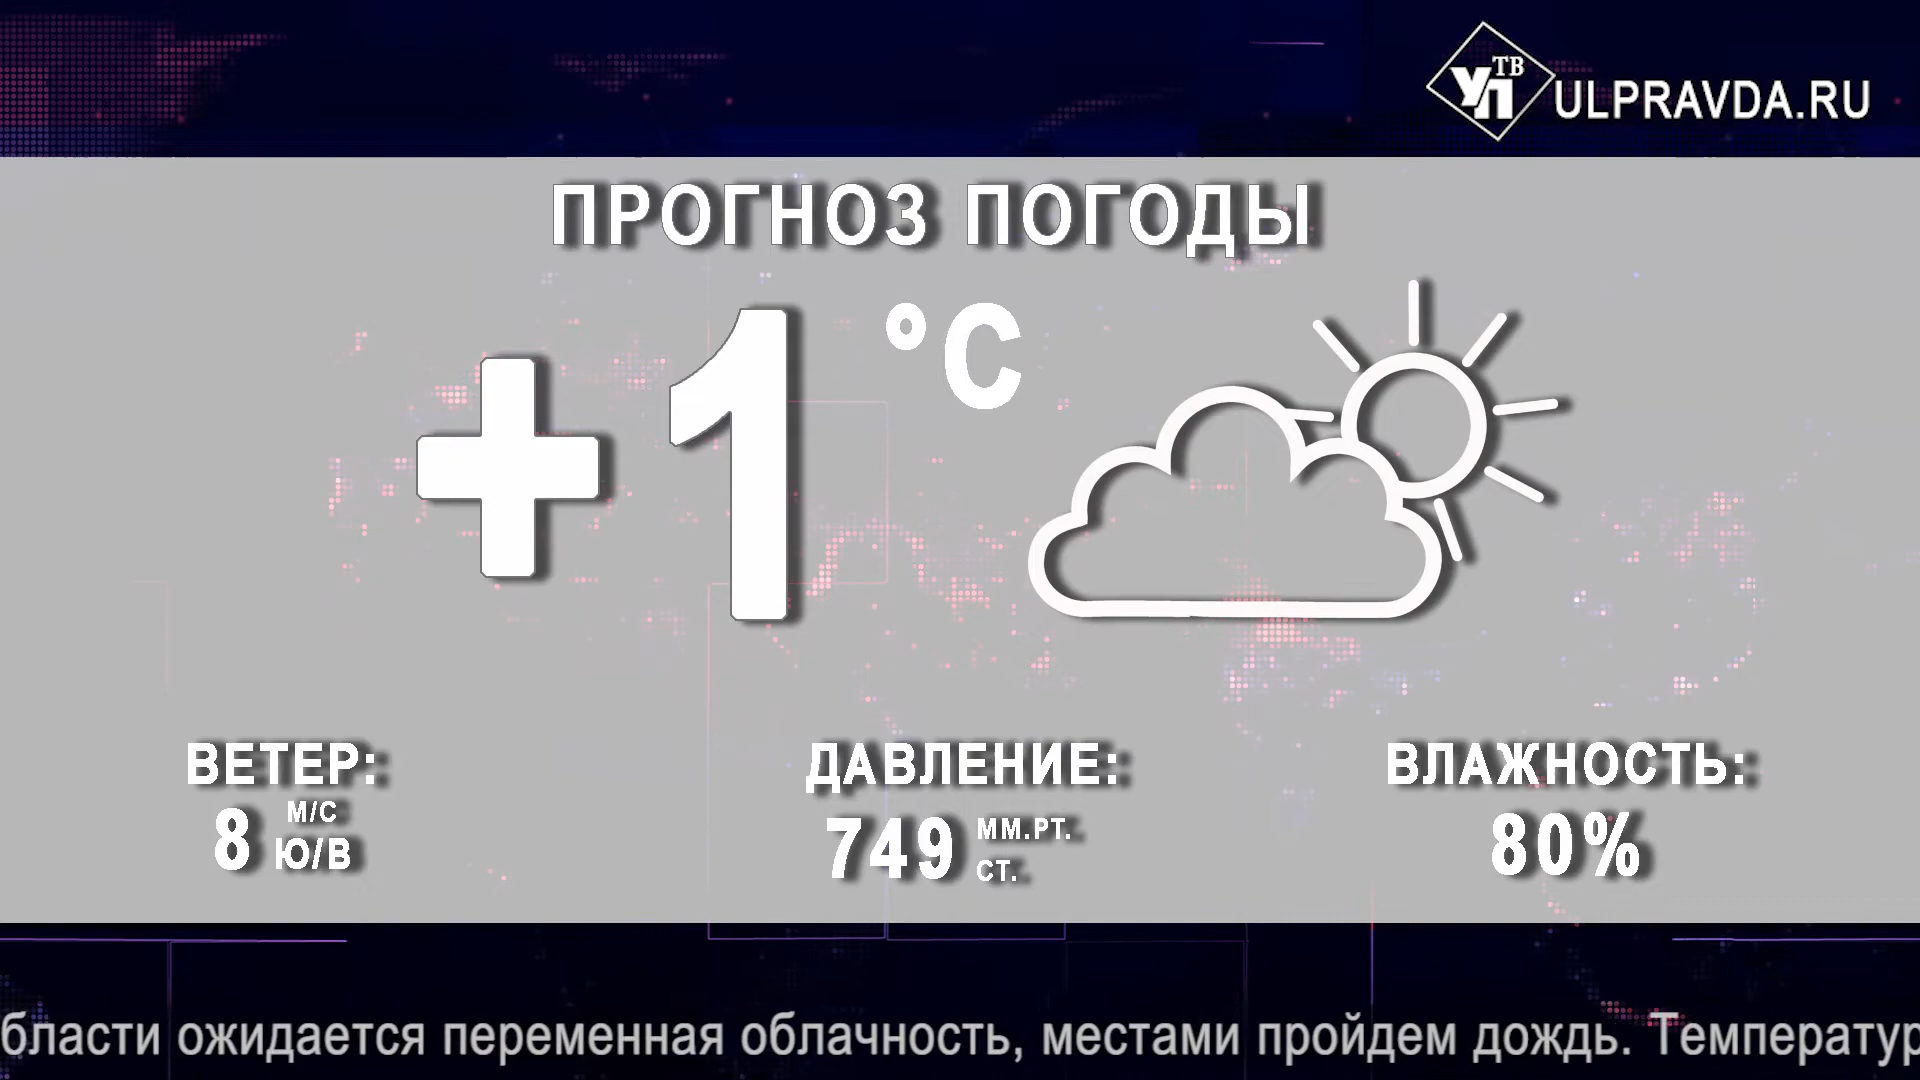 УП ТВ ULPRAVDA.RU
ПРОГНОЗ ПОГОДЫ
+1 °C
ВЕТЕР:
8 М/С Ю/В
ДАВЛЕНИЕ:
749 ММ.РТ. СТ.
ВЛАЖНОСТЬ:
80%
бласти ожидается переменная облачность, местами пройдем дождь. Температур